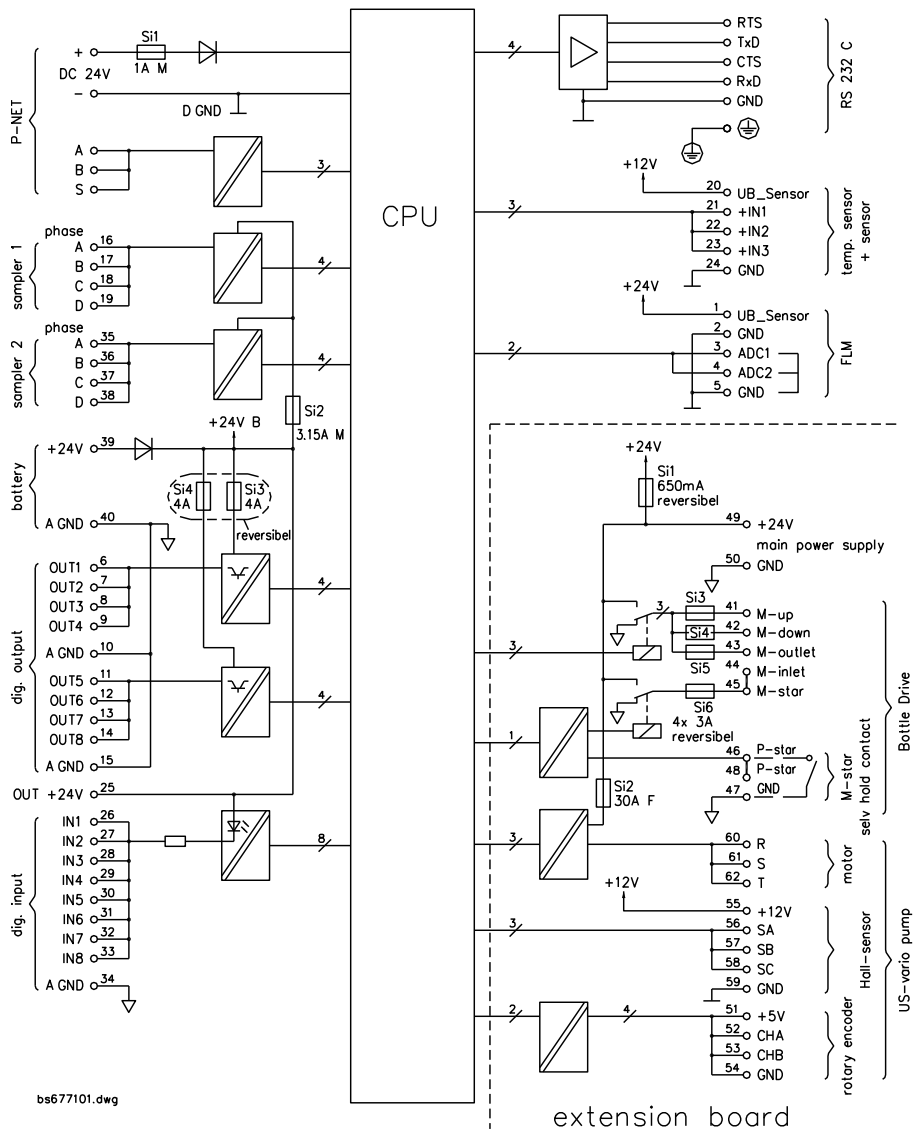 P-NET
+
Si1
1A M
DC 24V
-
D GND
A
B
S
3
sampler 1
phase
A 16
B 17
C 18
D 19
4
sampler 2
phase
A 35
B 36
C 37
D 38
4
Si2
3.15A M
battery
+24V 39
+24V B
Si4
4A
Si3
4A
reversibel
A GND 40
dig. output
OUT1 6
OUT2 7
OUT3 8
OUT4 9
4
A GND 10
OUT5 11
OUT6 12
OUT7 13
OUT8 14
4
A GND 15
OUT +24V 25
dig. input
IN1 26
IN2 27
IN3 28
IN4 29
IN5 30
IN6 31
IN7 32
IN8 33
8
A GND 34
bs677101.dwg
CPU
4
RTS
TxD
CTS
RxD
GND
RS 232 C
+12V
3
20 UB_Sensor
21 +IN1
22 +IN2
23 +IN3
24 GND
temp. sensor
+ sensor
+24V
2
1 UB_Sensor
2 GND
3 ADC1
4 ADC2
5 GND
FLM
+24V
Si1
650mA
reversibel
49 +24V
main power supply
50 GND
3
3
Si3
41 M-up
Si4
42 M-down
43 M-outlet
Si5
44 M-inlet
45 M-star
Si6
4x 3A
reversibel
Bottle Drive
1
46 P-star
48 P-star
47 GND
M-star
selv hold contact
Si2
30A F
3
60 R
61 S
62 T
motor
+12V
3
55 +12V
56 SA
57 SB
58 SC
59 GND
Hall-sensor
2
4
51 +5V
52 CHA
53 CHB
54 GND
rotary encoder
US-vario pump
extension board